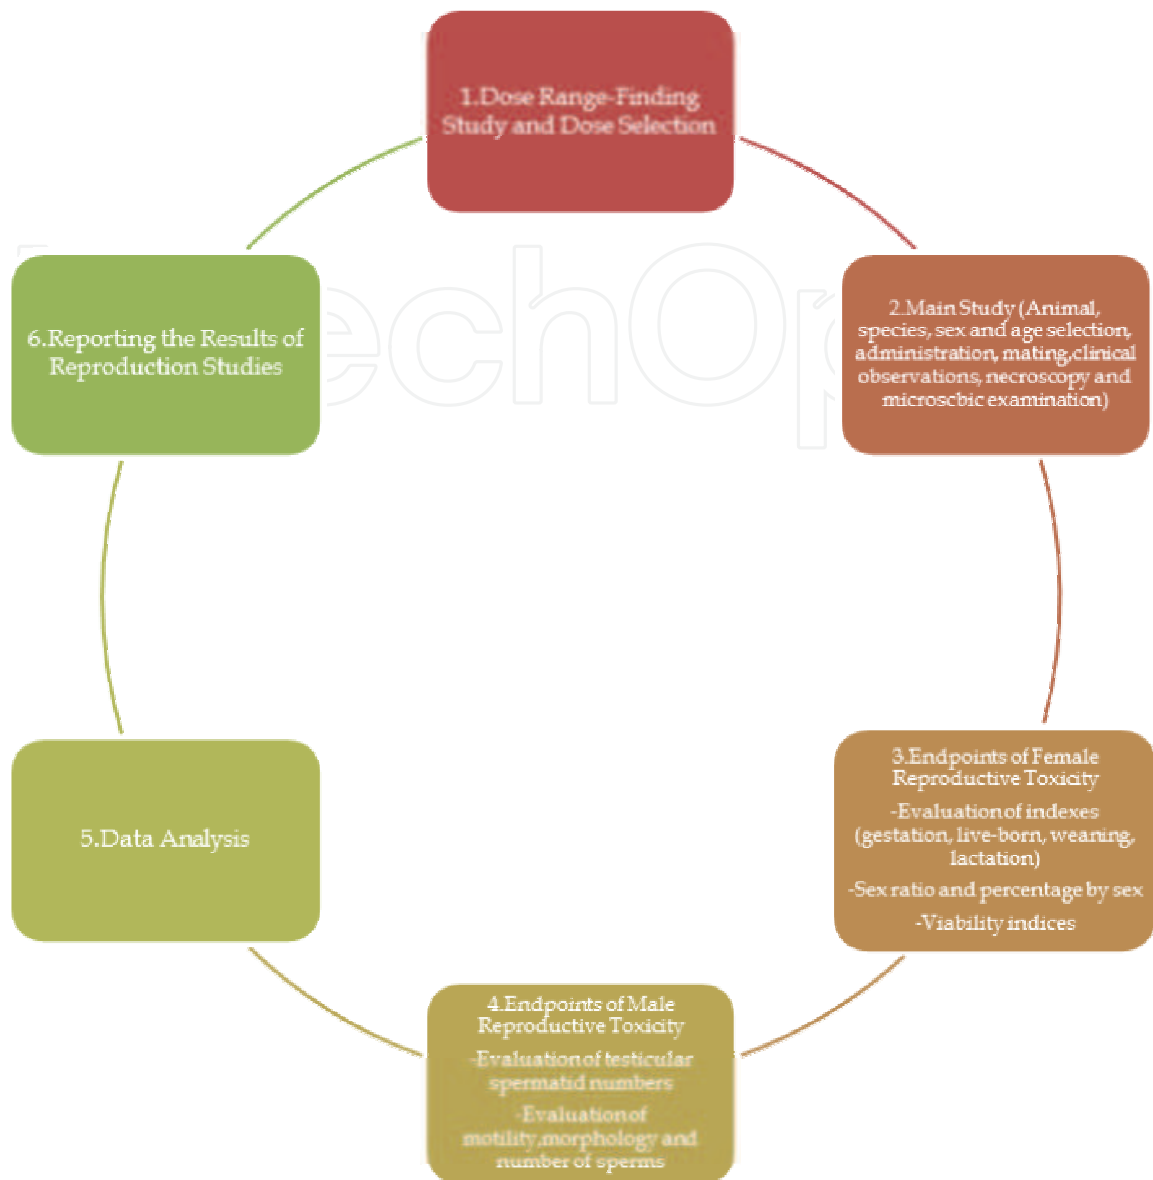 1.Dose Range-Finding
Study and Dose Selection
2.Main Study (Animal,
species, sex and age selection,
administration, mating,clinical
observations, necroscopy and
microscbic examination)
3.Endpoints of Female
Reproductive Toxicity
-Evaluation of indexes
(gestation, live-born, weaning,
lactation)
-Sex ratio and percentage by sex
-Viability indices
4.Endpoints of Male
Reproductive Toxicity
-Evaluation of testicular
spermatid numbers
-Evaluation of
motility,morphology and
number of sperms
5.Data Analysis
6.Reporting the Results of
Reproduction Studies
echOp